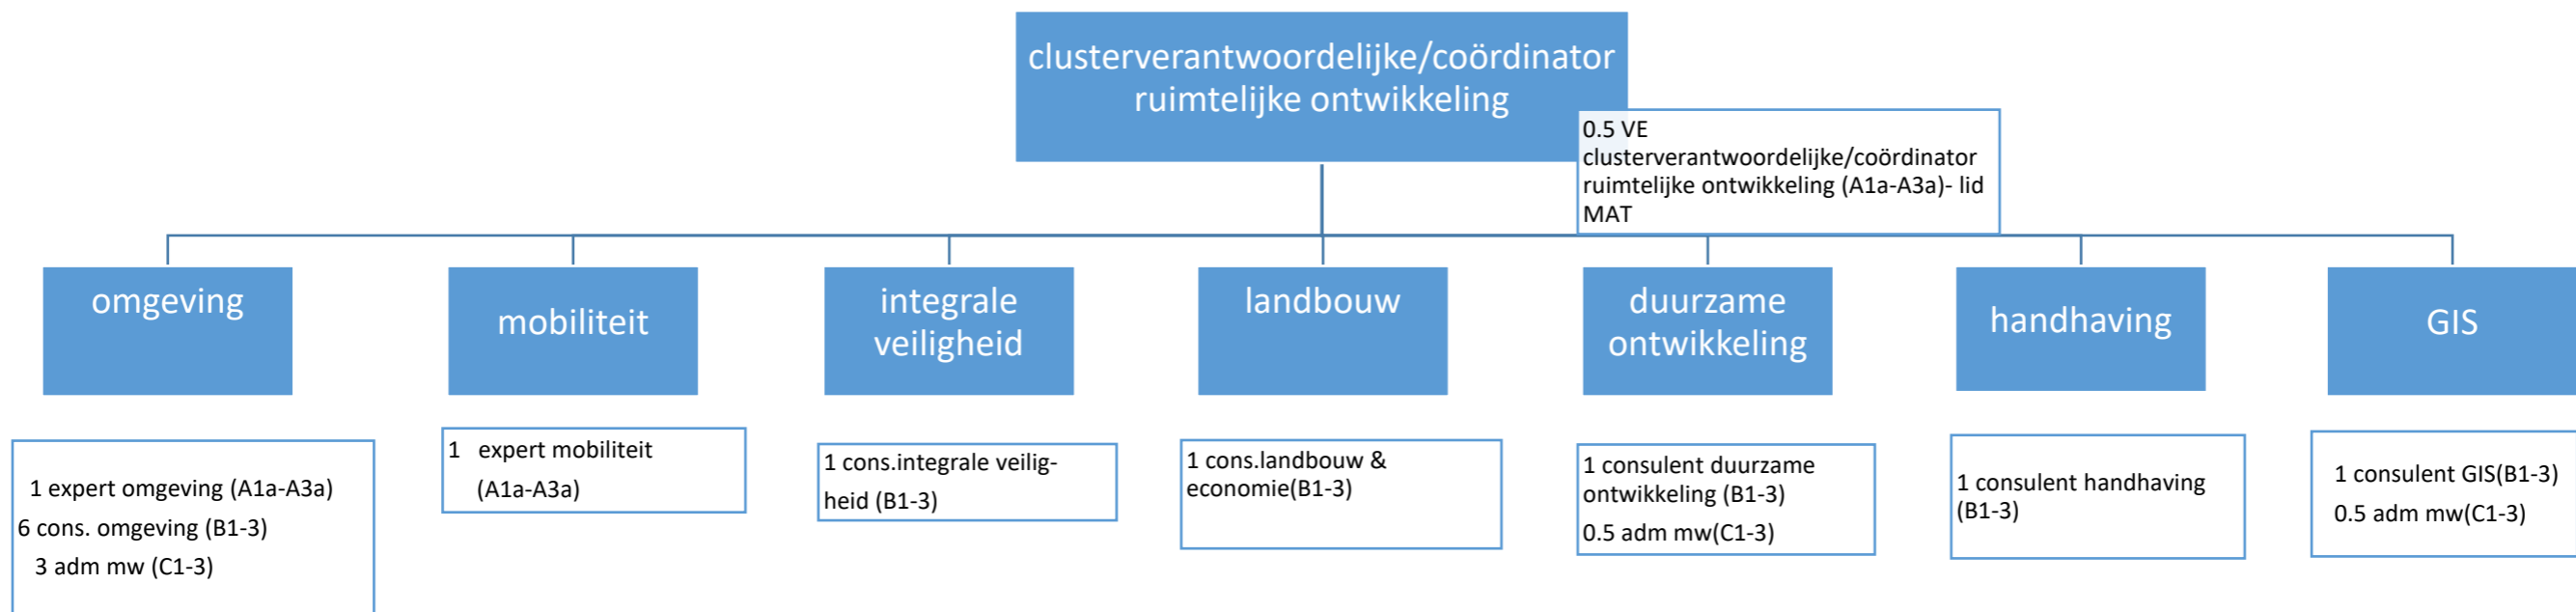 clusterverantwoordelijke/coördinator
ruimtelijke ontwikkeling
0.5 VE
clusterverantwoordelijke/coördinator
ruimtelijke ontwikkeling (A1a-A3a)- lid
MAT
omgeving
mobiliteit
integrale
veiligheid
landbouw
duurzame
ontwikkeling
handhaving
GIS
1 expert omgeving (A1a-A3a)
6 cons. omgeving (B1-3)
3 adm mw (C1-3)
1 expert mobiliteit
(A1a-A3a)
1 cons.integrale veilig-
heid (B1-3)
1 cons.landbouw &
economie(B1-3)
1 consulent duurzame
ontwikkeling (B1-3)
0.5 adm mw(C1-3)
1 consulent handhaving
(B1-3)
1 consulent GIS(B1-3)
0.5 adm mw(C1-3)